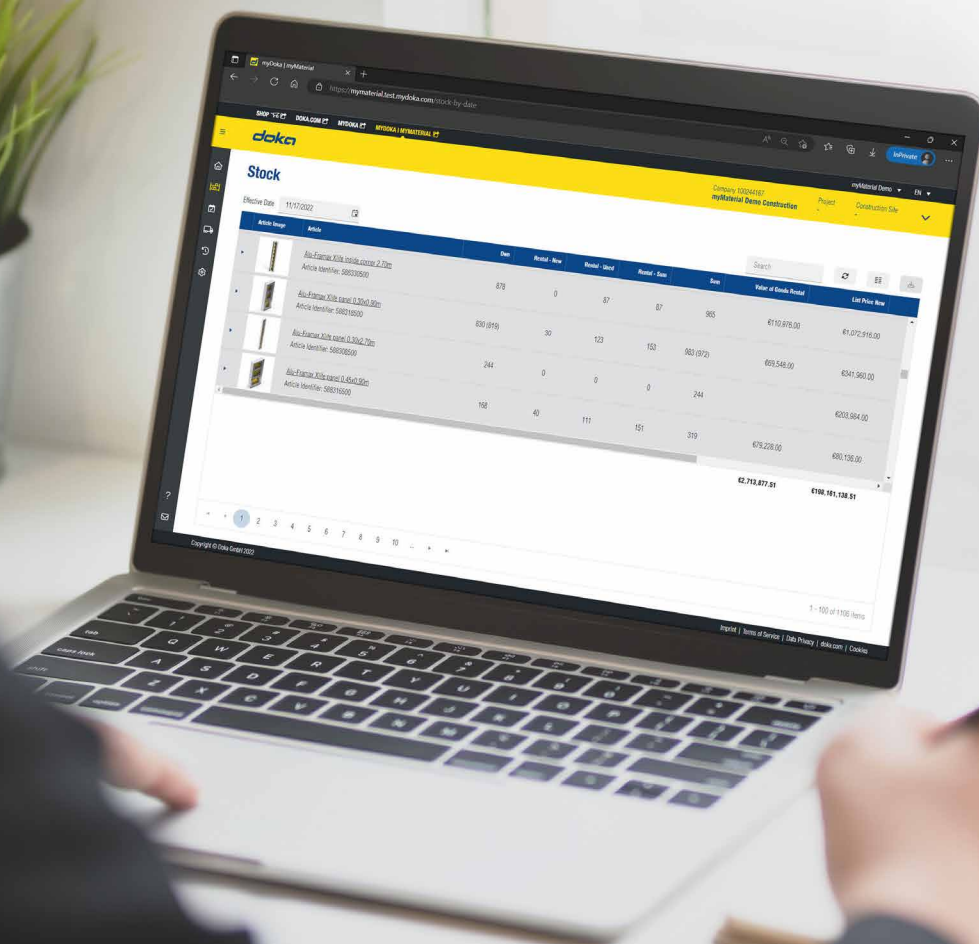 myDoka | myMaterial
https://mymaterial.test.mydoka.com/stock-by-date
InPrivate
SHOP DOKA.COM MYDOKA MYDOKA | MYMATERIAL
myMaterial Demo EN
doka
Company 100244167 Project Construction Site
myMaterial Demo Construction - -
Stock
Effective Date 11/17/2022
Search
Article Image Article Own Rental - New Rental - Used Rental - Sum Sum Value of Goods Rental List Price New
Alu-Framax Xlife inside corner 2.70m 878 0 87 87 965 €110,976.00 €1,072,916.00
Article Identifier: 588330500
Alu-Framax Xlife panel 0.30x0.90m 830 (819) 30 123 153 983 (972) €69,548.00 €341,960.00
Article Identifier: 588318500
Alu-Framax Xlife panel 0.30x2.70m 244 0 0 0 244 €203,984.00
Article Identifier: 588308500
Alu-Framax Xlife panel 0.45x0.90m 168 40 111 151 319 €79,228.00 €80,136.00
Article Identifier: 588316500
€2,713,877.51 €198,161,138.51
1 2 3 4 5 6 7 8 9 10 ...
1 - 100 of 1106 items
Copyright © Doka GmbH 2022
Imprint | Terms of Service | Data Privacy | doka.com | Cookies
tab
caps lock
shift
Q W E R T Y U I O P
A S D F G H J K L
Z X C V B N M